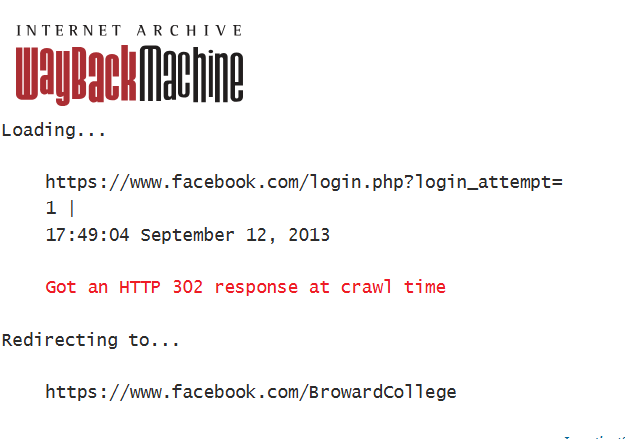 INTERNET ARCHIVE
WayBackMachine
Loading...
https://www.facebook.com/login.php?login_attempt=
1 |
17:49:04 September 12, 2013
Got an HTTP 302 response at crawl time
Redirecting to...
https://www.facebook.com/BrowardCollege